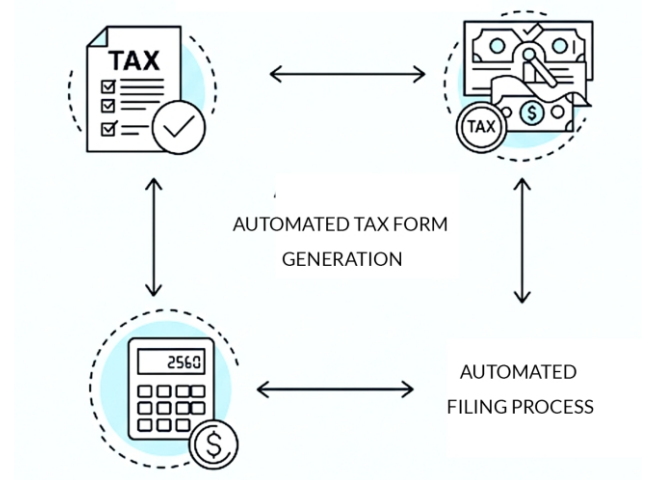 TAX
$
TAX
AUTOMATED TAX FORM
GENERATION
2560
$
AUTOMATED
FILING PROCESS